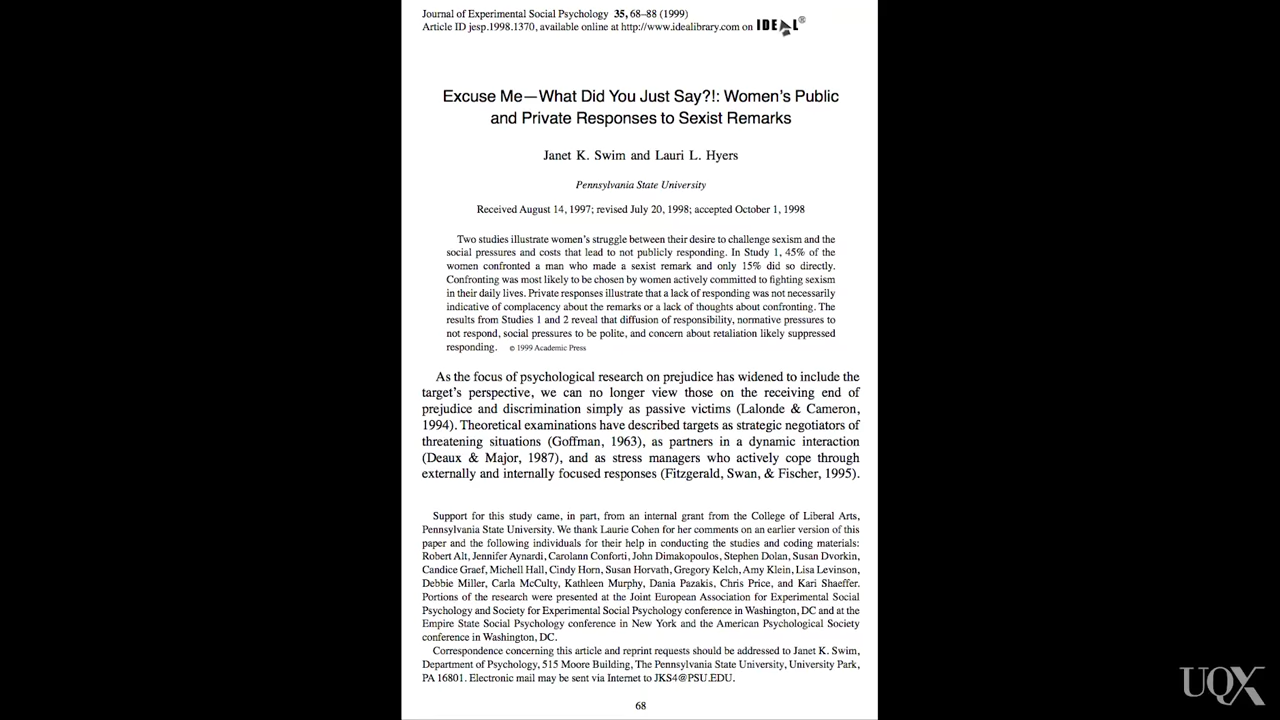 Journal of Experimental Social Psychology 35, 68–88 (1999)
Article ID jesp.1998.1370, available online at http://www.idealibrary.com on IDEAL®
Excuse Me—What Did You Just Say?!: Women's Public
and Private Responses to Sexist Remarks
Janet K. Swim and Lauri L. Hyers
Pennsylvania State University
Received August 14, 1997; revised July 20, 1998; accepted October 1, 1998
Two studies illustrate women's struggle between their desire to challenge sexism and the
social pressures and costs that lead to not publicly responding. In Study 1, 45% of the
women confronted a man who made a sexist remark and only 15% did so directly.
Confronting was most likely to be chosen by women actively committed to fighting sexism
in their daily lives. Private responses illustrate that a lack of responding was not necessarily
indicative of complacency about the remarks or a lack of thoughts about confronting. The
results from Studies 1 and 2 reveal that diffusion of responsibility, normative pressures to
not respond, social pressures to be polite, and concern about retaliation likely suppressed
responding. © 1999 Academic Press
As the focus of psychological research on prejudice has widened to include the
target's perspective, we can no longer view those on the receiving end of
prejudice and discrimination simply as passive victims (Lalonde & Cameron,
1994). Theoretical examinations have described targets as strategic negotiators of
threatening situations (Goffman, 1963), as partners in a dynamic interaction
(Deaux & Major, 1987), and as stress managers who actively cope through
externally and internally focused responses (Fitzgerald, Swan, & Fischer, 1995).
Support for this study came, in part, from an internal grant from the College of Liberal Arts,
Pennsylvania State University. We thank Laurie Cohen for her comments on an earlier version of this
paper and the following individuals for their help in conducting the studies and coding materials:
Robert Alt, Jennifer Aynardi, Carolann Conforti, John Dimakopoulos, Stephen Dolan, Susan Dvorkin,
Candice Graef, Michell Hall, Cindy Horn, Susan Horvath, Gregory Kelch, Amy Klein, Lisa Levinson,
Debbie Miller, Carla McCulty, Kathleen Murphy, Dania Pazakis, Chris Price, and Kari Shaeffer.
Portions of the research were presented at the Joint European Association for Experimental Social
Psychology and Society for Experimental Social Psychology conference in Washington, DC and at the
Empire State Social Psychology conference in New York and the American Psychological Society
conference in Washington, DC.
Correspondence concerning this article and reprint requests should be addressed to Janet K. Swim,
Department of Psychology, 515 Moore Building, The Pennsylvania State University, University Park,
PA 16801. Electronic mail may be sent via Internet to JKS4@PSU.EDU.
68
UQX